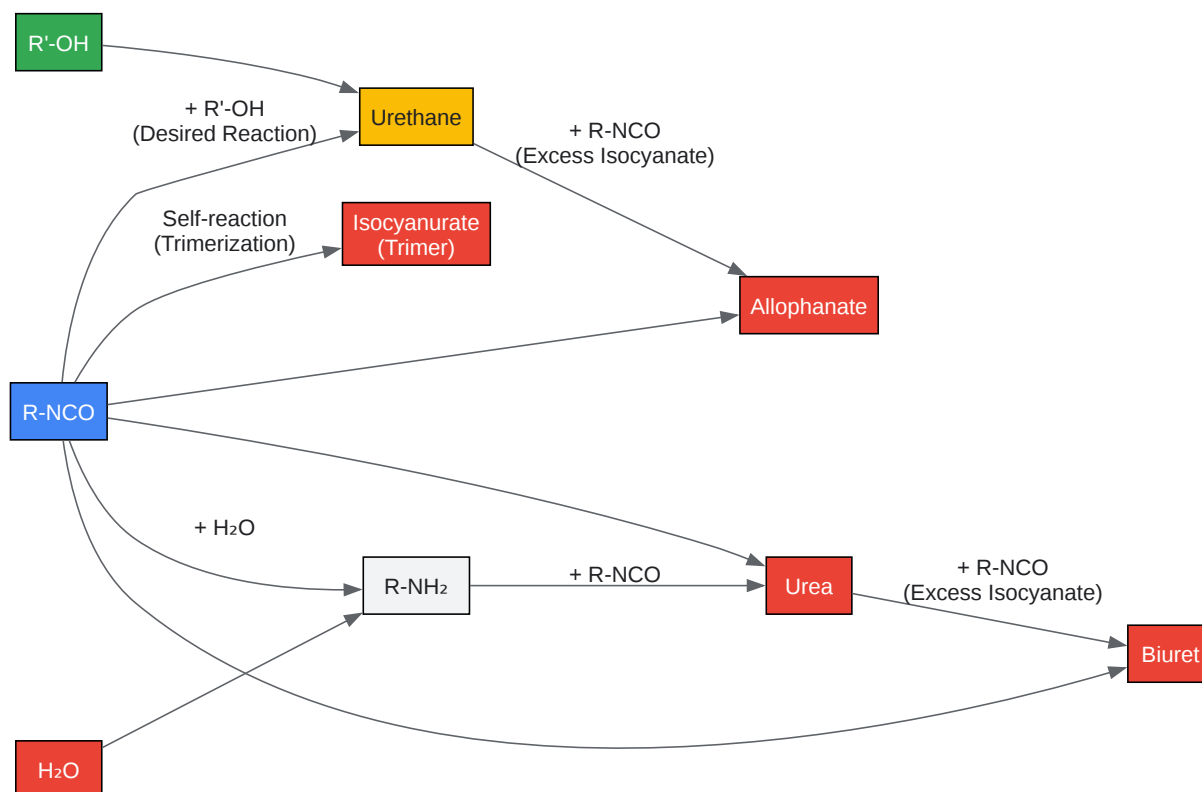 R'-OH
+ R'-OH
(Desired Reaction)
Urethane
+ R-NCO
(Excess Isocyanate)
Self-reaction
(Trimerization)
Isocyanurate
(Trimer)
Allophanate
R-NCO
+ H₂O
R-NH₂
+ R-NCO
Urea
+ R-NCO
(Excess Isocyanate)
Biuret
H₂O